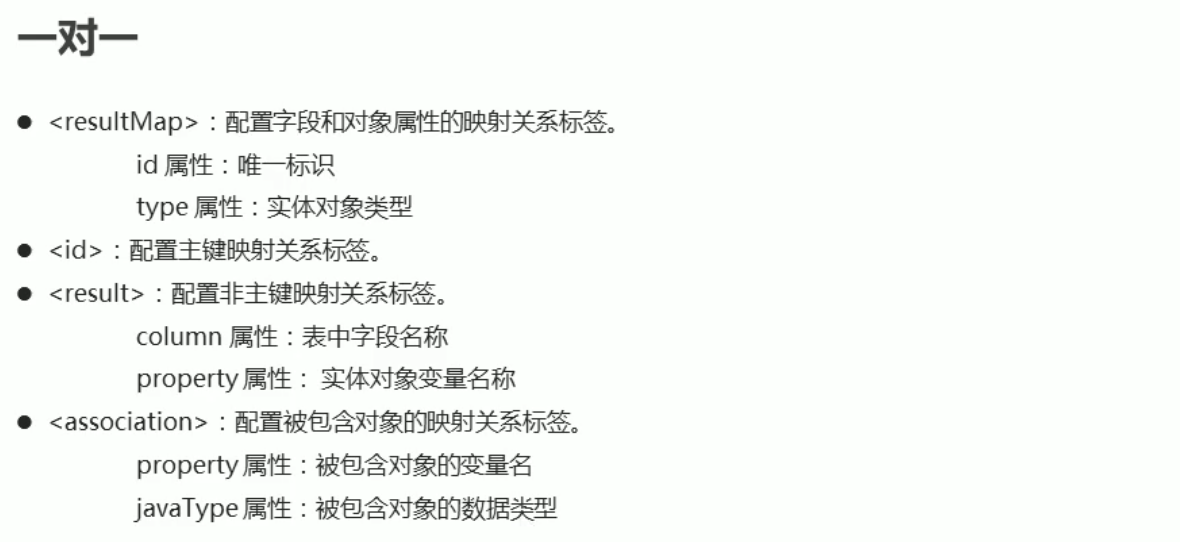 一对一
● <resultMap>：配置字段和对象属性的映射关系标签。
id 属性：唯一标识
type 属性：实体对象类型
● <id>：配置主键映射关系标签。
● <result>：配置非主键映射关系标签。
column 属性：表中字段名称
property 属性： 实体对象变量名称
● <association>：配置被包含对象的映射关系标签。
property 属性：被包含对象的变量名
javaType 属性：被包含对象的数据类型